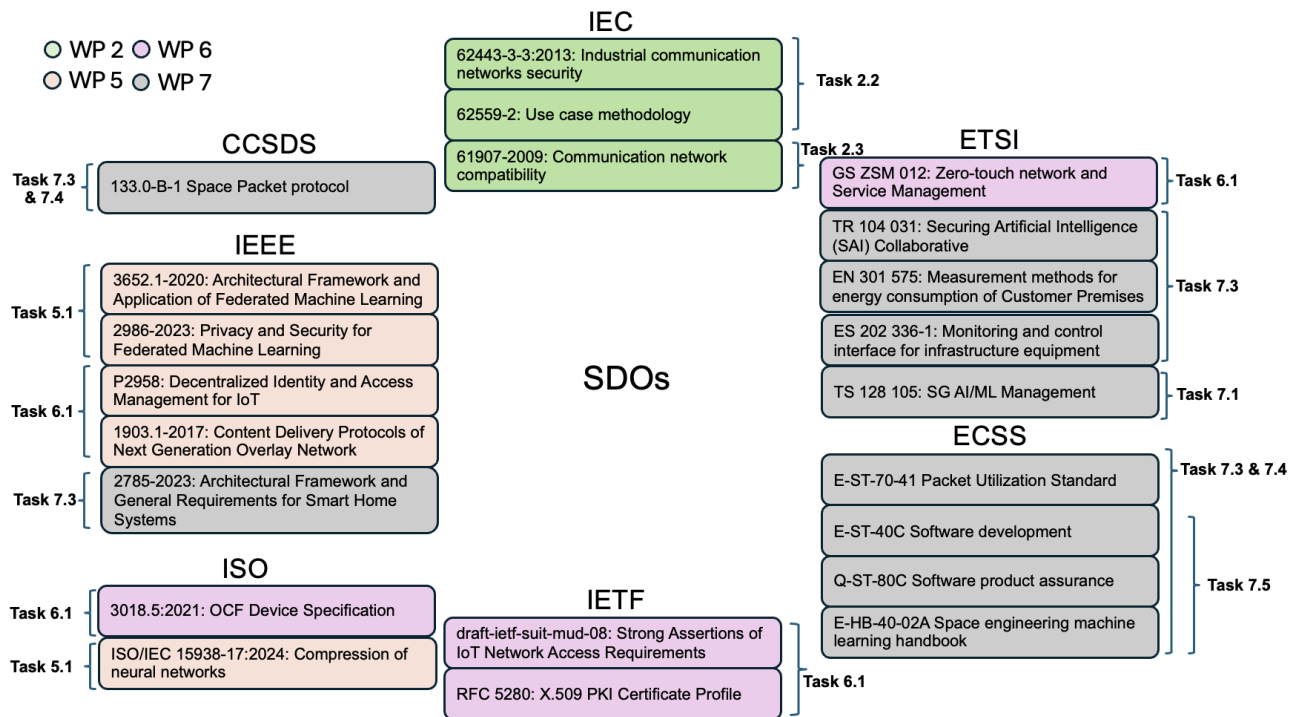 IEC
WP 2
WP 6
WP 5
WP 7
62443-3-3:2013: Industrial communication
networks security
62559-2: Use case methodology
Task 2.2
61907-2009: Communication network
compatibility
Task 2.3
CCSDS
Task 7.3
& 7.4
133.0-B-1 Space Packet protocol
ETSI
GS ZSM 012: Zero-touch network and
Service Management
Task 6.1
TR 104 031: Securing Artificial Intelligence
(SAI) Collaborative
EN 301 575: Measurement methods for
energy consumption of Customer Premises
ES 202 336-1: Monitoring and control
interface for infrastructure equipment
Task 7.3
TS 128 105: SG AI/ML Management
Task 7.1
IEEE
Task 5.1
3652.1-2020: Architectural Framework and
Application of Federated Machine Learning
2986-2023: Privacy and Security for
Federated Machine Learning
Task 6.1
P2958: Decentralized Identity and Access
Management for IoT
1903.1-2017: Content Delivery Protocols of
Next Generation Overlay Network
Task 7.3
2785-2023: Architectural Framework and
General Requirements for Smart Home
Systems
SDOs
ECSS
E-ST-70-41 Packet Utilization Standard
E-ST-40C Software development
Q-ST-80C Software product assurance
E-HB-40-02A Space engineering machine
learning handbook
Task 7.3 & 7.4
Task 7.5
ISO
Task 6.1
3018.5:2021: OCF Device Specification
Task 5.1
ISO/IEC 15938-17:2024: Compression of
neural networks
IETF
draft-ietf-suit-mud-08: Strong Assertions of
IoT Network Access Requirements
RFC 5280: X.509 PKI Certificate Profile
Task 6.1